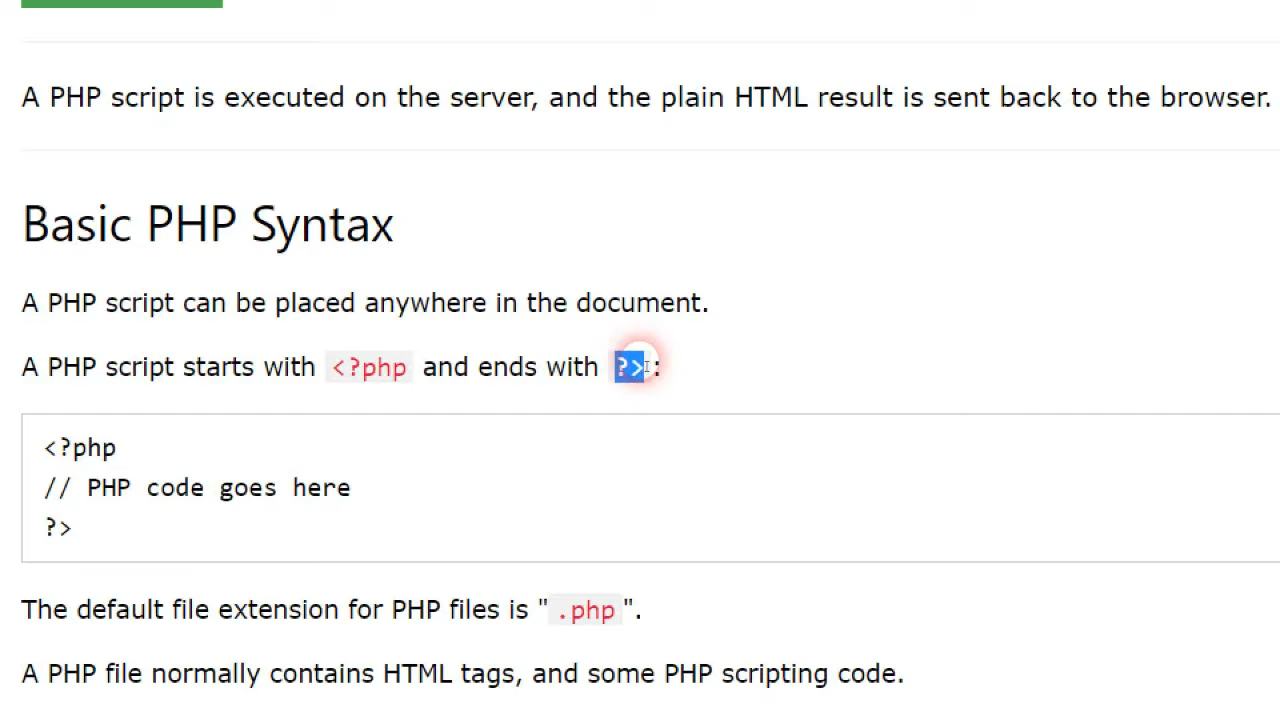 A PHP script is executed on the server, and the plain HTML result is sent back to the browser.
Basic PHP Syntax
A PHP script can be placed anywhere in the document.
A PHP script starts with <?php and ends with ?>:
<?php
// PHP code goes here
?>
The default file extension for PHP files is ".php".
A PHP file normally contains HTML tags, and some PHP scripting code.